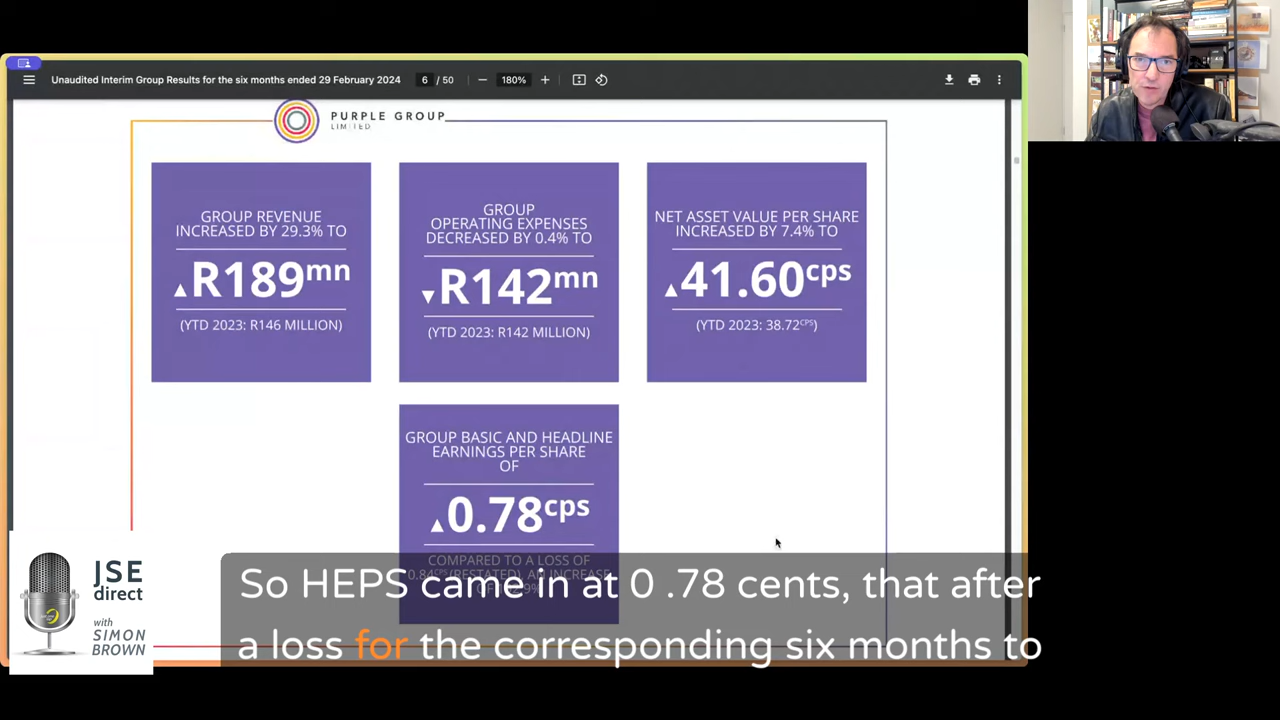 Unaudited Interim Group Results for the six months ended 29 February 2024
6 / 50
180%
PURPLE GROUP
LIMITED
GROUP REVENUE
INCREASED BY 29.3% TO
▲R189mn
(YTD 2023: R146 MILLION)
GROUP
OPERATING EXPENSES
DECREASED BY 0.4% TO
▼R142mn
(YTD 2023: R142 MILLION)
NET ASSET VALUE PER SHARE
INCREASED BY 7.4% TO
▲41.60cps
(YTD 2023: 38.72CPS)
GROUP BASIC AND HEADLINE
EARNINGS PER SHARE
OF
▲0.78cps
COMPARED TO A LOSS OF
0.84CPS (RESTATED), AN INCREASE
JSE
direct
with
SIMON
BROWN
So HEPS came in at 0 .78 cents, that after
a loss for the corresponding six months to